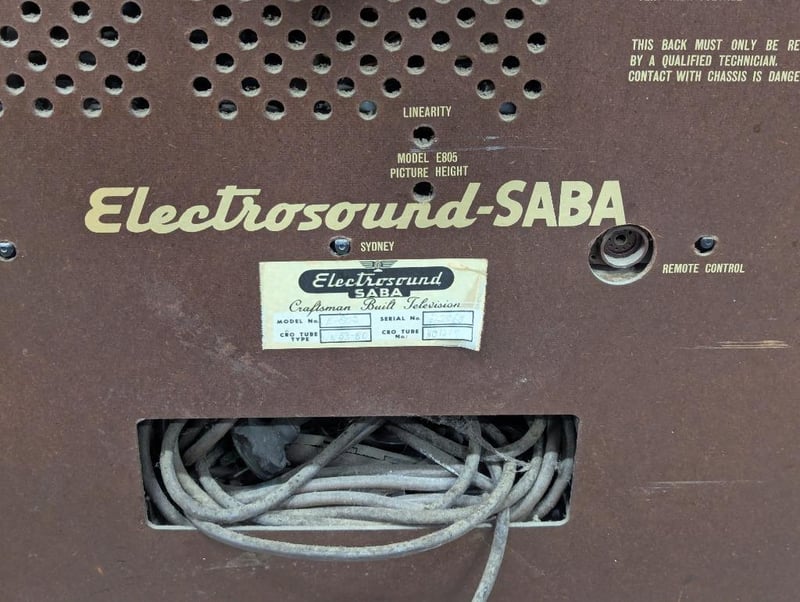 THIS BACK MUST ONLY BE RE
BY A QUALIFIED TECHNICIAN.
CONTACT WITH CHASSIS IS DANGE
LINEARITY
MODEL E805
PICTURE HEIGHT
Electrosound-SABA
SYDNEY
REMOTE CONTROL
Electrosound
SABA
Craftsman Built Television
MODEL No.
SERIAL No.
CRO TUBE
TYPE
CRO TUBE
No.: